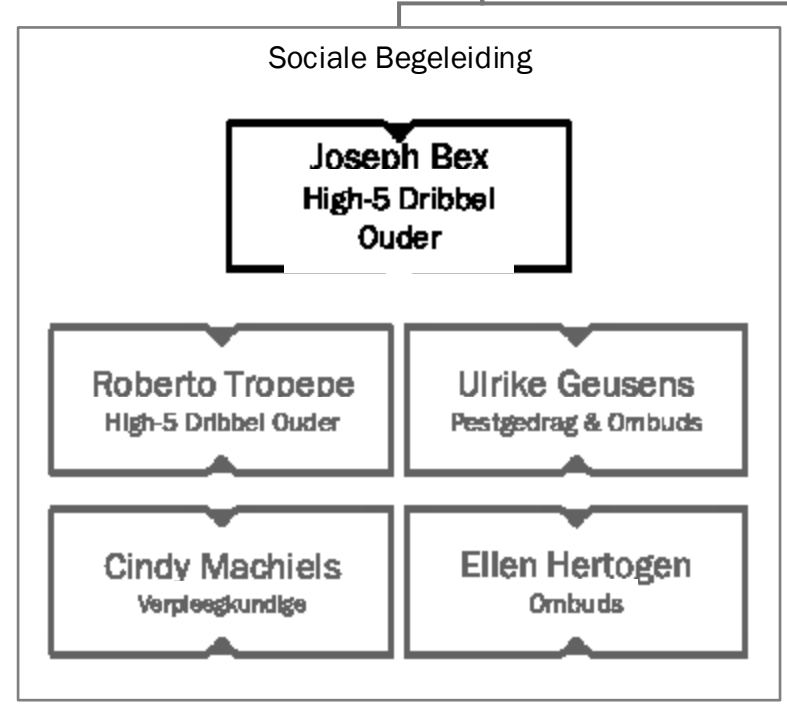 Sociale Begeleiding
Joseph Bex
High-5 Dribbel
Ouder
Roberto Tropepe
High-5 Dribbel Ouder
Ulrike Geusens
Pestgedrag & Ombuds
Cindy Machiels
Verpleegkundige
Ellen Hertogen
Ombuds